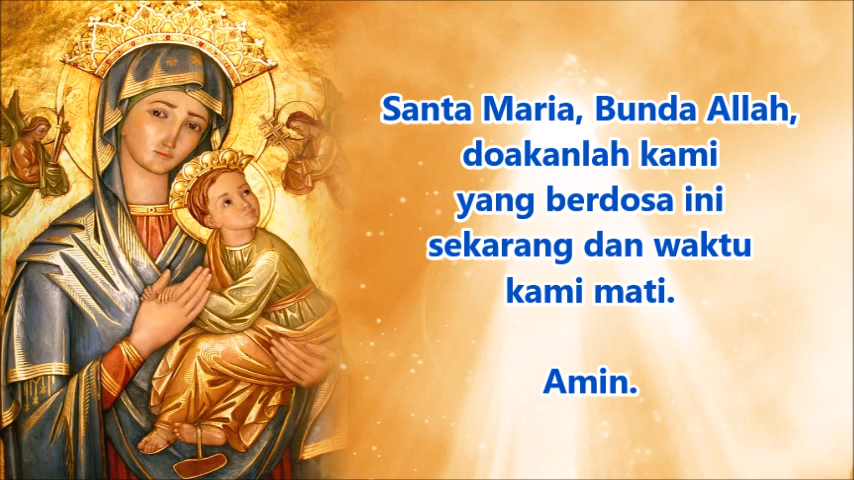 Santa Maria, Bunda Allah,
doakanlah kami
yang berdosa ini
sekarang dan waktu
kami mati.
Amin.